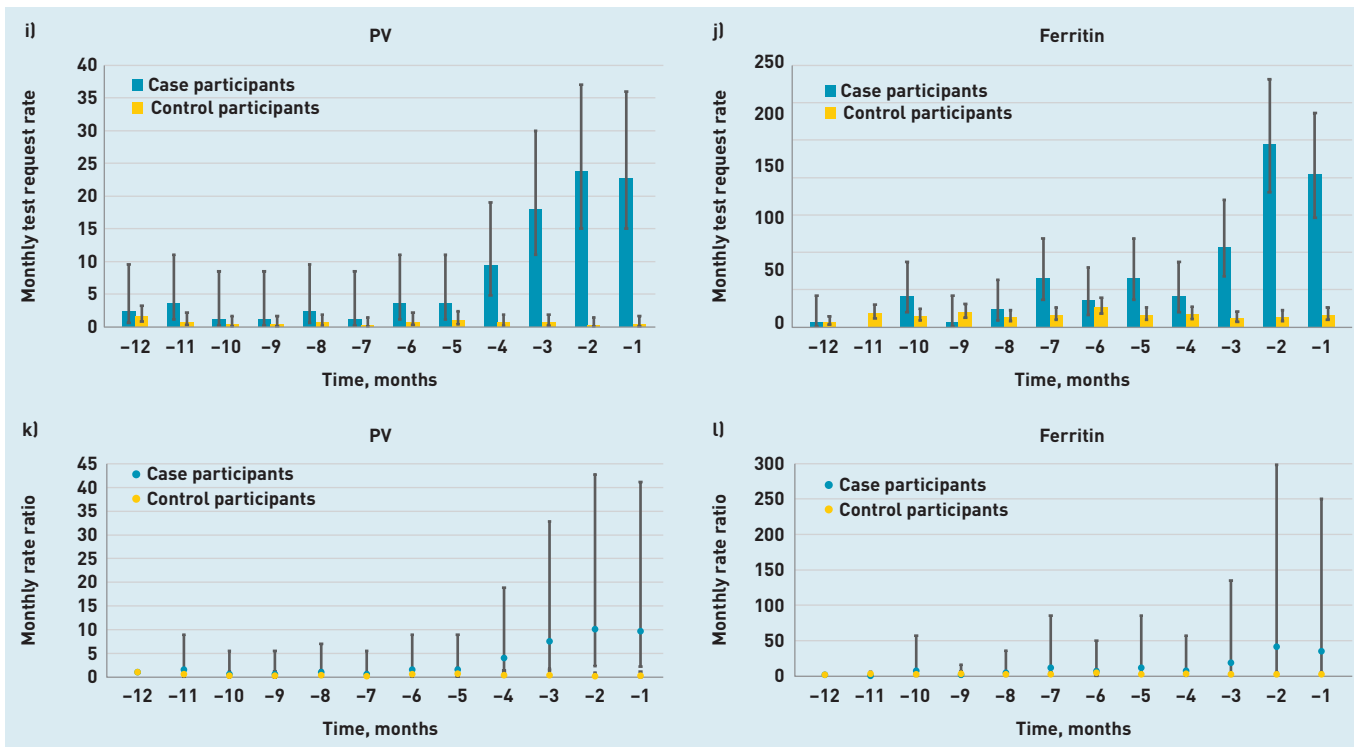 i)
PV
Monthly test request rate
40
35
30
25
20
15
10
5
0
Case participants
Control participants
–12 –11 –10 –9 –8 –7 –6 –5 –4 –3 –2 –1
Time, months
j)
Ferritin
Monthly test request rate
250
200
150
100
50
0
Case participants
Control participants
–12 –11 –10 –9 –8 –7 –6 –5 –4 –3 –2 –1
Time, months
k)
PV
Monthly rate ratio
45
40
35
30
25
20
15
10
5
0
Case participants
Control participants
–12 –11 –10 –9 –8 –7 –6 –5 –4 –3 –2 –1
Time, months
l)
Ferritin
Monthly rate ratio
300
250
200
150
100
50
0
Case participants
Control participants
–12 –11 –10 –9 –8 –7 –6 –5 –4 –3 –2 –1
Time, months